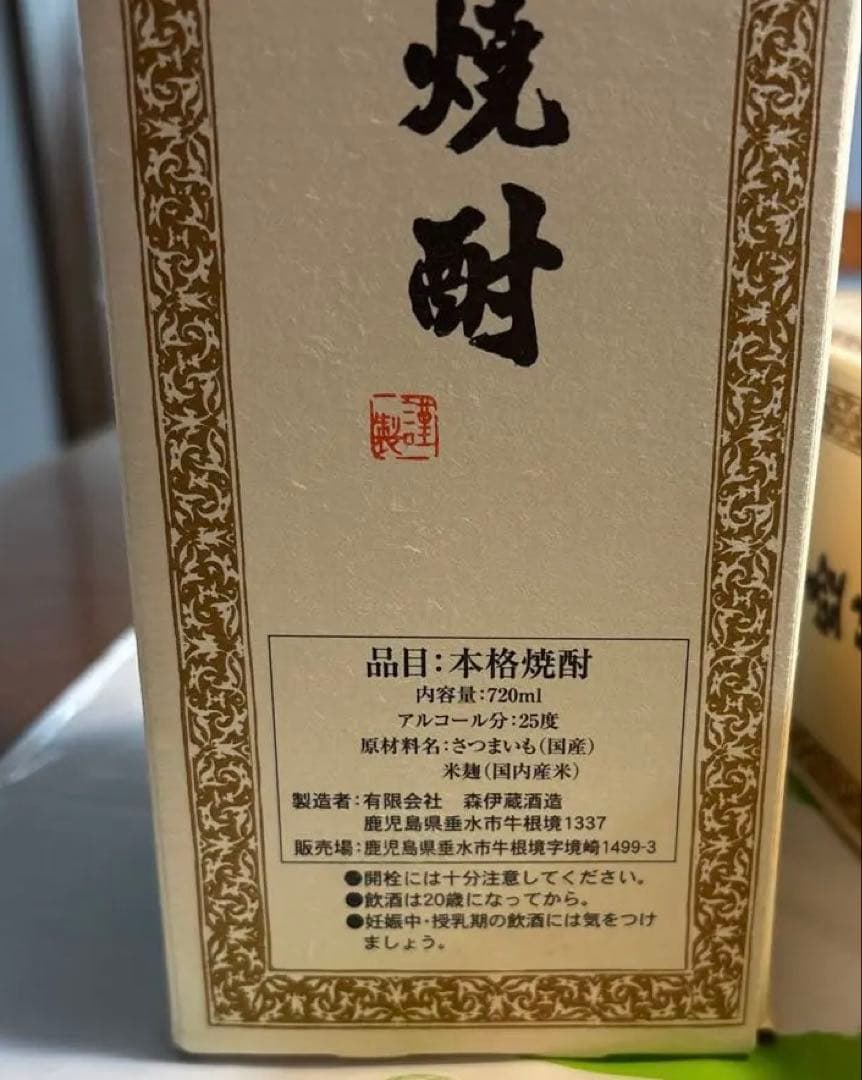 焼
酎
謹製
品目:本格焼酎
内容量:720ml
アルコール分:25度
原材料名:さつまいも(国産)
米麹(国内産米)
製造者:有限会社 森伊蔵酒造
鹿児島県垂水市牛根境1337
販売場:鹿児島県垂水市牛根境字境崎1499-3
●開栓には十分注意してください。
●飲酒は20歳になってから。
●妊娠中・授乳期の飲酒には気をつけ
ましょう。